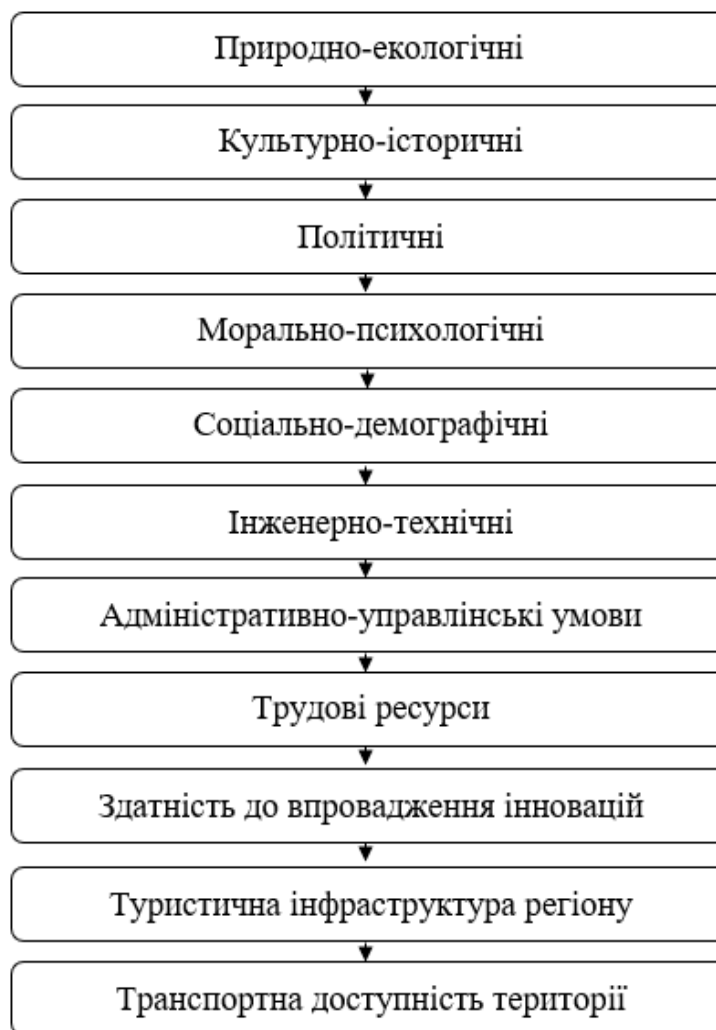 Природно-екологічні
Культурно-історичні
Політичні
Морально-психологічні
Соціально-демографічні
Інженерно-технічні
Адміністративно-управлінські умови
Трудові ресурси
Здатність до впровадження інновацій
Туристична інфраструктура регіону
Транспортна доступність території